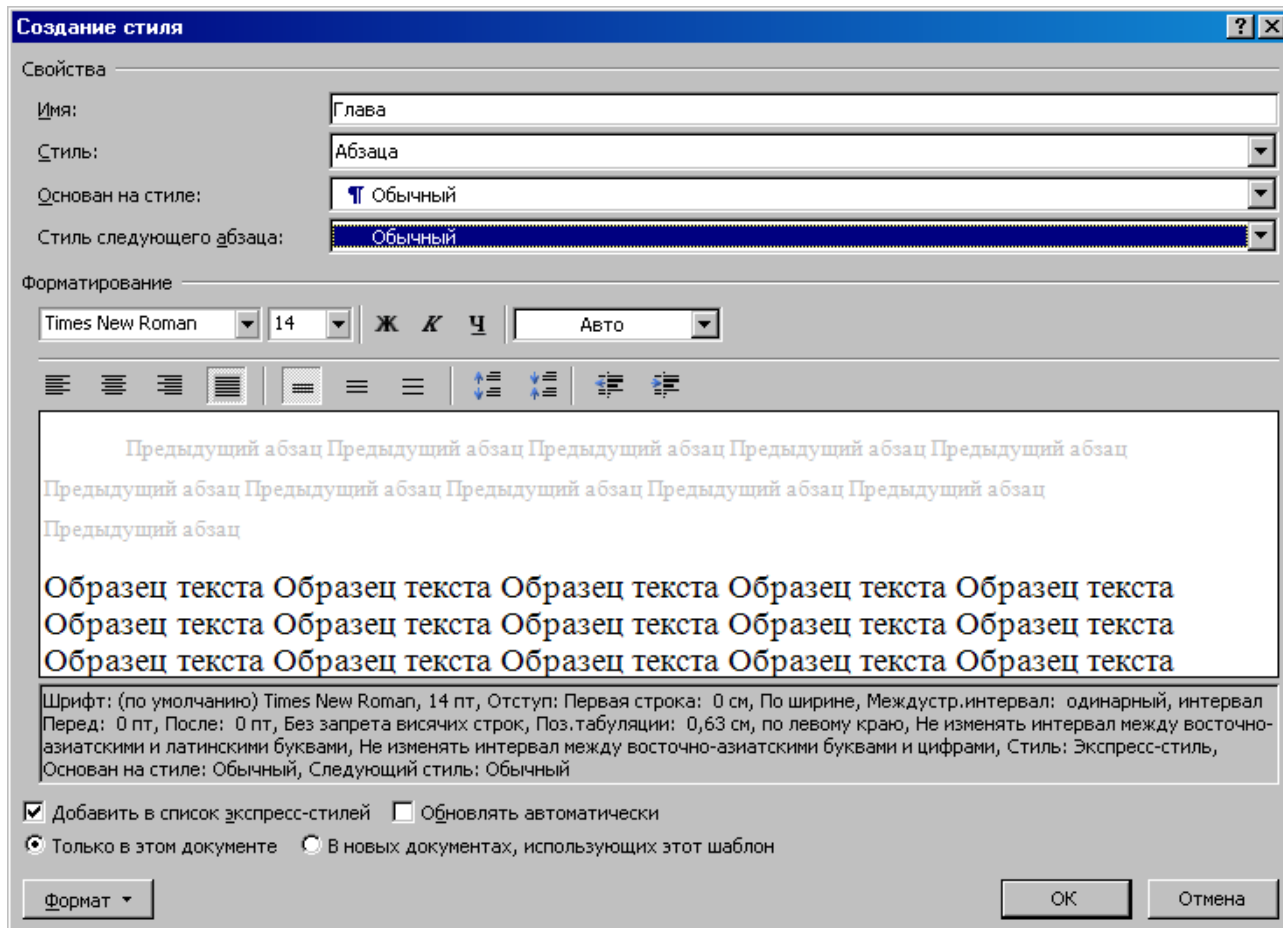 Создание стиля
Свойства
Имя: Глава
Стиль: Абзаца
Основан на стиле: ¶ Обычный
Стиль следующего абзаца: Обычный
Форматирование
Times New Roman 14 Ж К Ч Авто
Предыдущий абзац Предыдущий абзац Предыдущий абзац Предыдущий абзац Предыдущий абзац
Предыдущий абзац Предыдущий абзац Предыдущий абзац Предыдущий абзац Предыдущий абзац
Предыдущий абзац
Образец текста Образец текста Образец текста Образец текста Образец текста
Образец текста Образец текста Образец текста Образец текста Образец текста
Образец текста Образец текста Образец текста Образец текста Образец текста
Шрифт: (по умолчанию) Times New Roman, 14 пт, Отступ: Первая строка: 0 см, По ширине, Междустр.интервал: одинарный, интервал
Перед: 0 пт, После: 0 пт, Без запрета висячих строк, Поз.табуляции: 0,63 см, по левому краю, Не изменять интервал между восточно-
азиатскими и латинскими буквами, Не изменять интервал между восточно-азиатскими буквами и цифрами, Стиль: Экспресс-стиль,
Основан на стиле: Обычный, Следующий стиль: Обычный
Добавить в список экспресс-стилей Обновлять автоматически
Только в этом документе В новых документах, использующих этот шаблон
Формат ОК Отмена